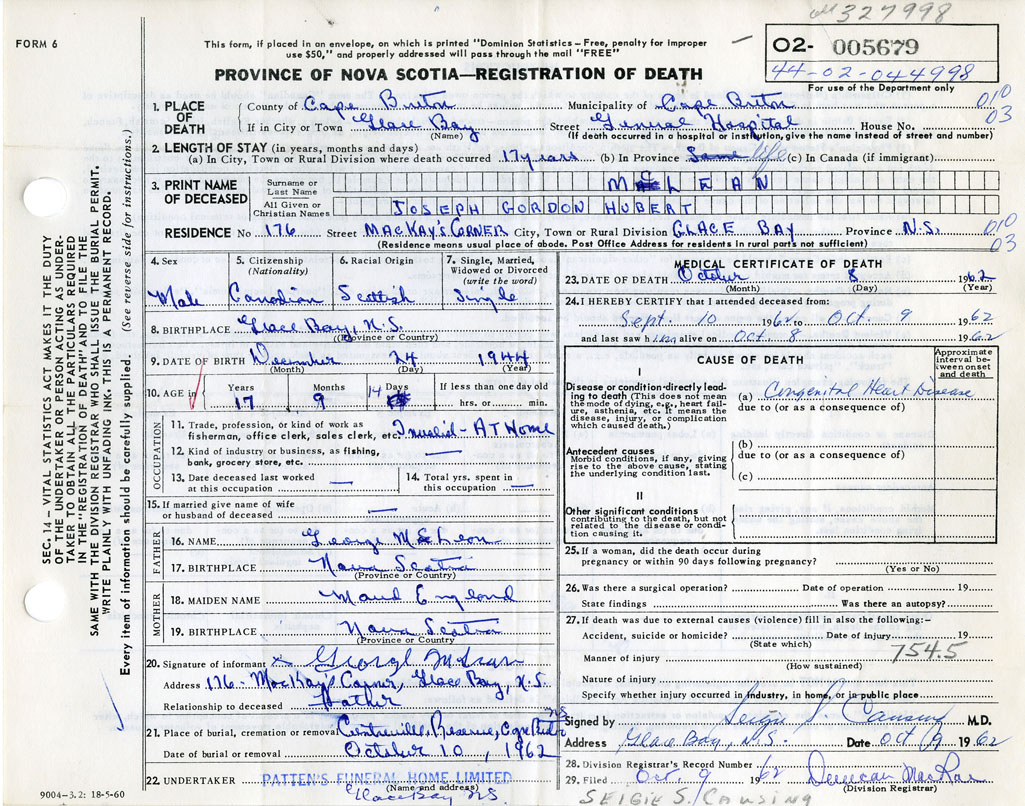 off 327998
FORM 6
This form, if placed in an envelope, on which is printed "Dominion Statistics – Free, penalty for improper
use $50," and properly addressed will pass through the mail "FREE"
O2- 005679
44-02-044998
For use of the Department only
PROVINCE OF NOVA SCOTIA—REGISTRATION OF DEATH
1. PLACE OF DEATH
County of Cape Breton Municipality of Cape Breton 010
If in City or Town Glace Bay Street General Hospital House No. 03
(Name) (If death occurred in a hospital or institution, give the name instead of street and number)
2. LENGTH OF STAY (in years, months and days)
(a) In City, Town or Rural Division where death occurred 17 years (b) In Province Same life (c) In Canada (if immigrant)
3. PRINT NAME OF DECEASED
Surname or Last Name McLEAN
All Given or Christian Names JOSEPH GORDON HUBERT
RESIDENCE No 176 Street MACKAY'S CORNER City, Town or Rural Division GLACE BAY Province N.S. 010
03
(Residence means usual place of abode. Post Office Address for residents in rural parts not sufficient)
4. Sex
Male
5. Citizenship (Nationality)
Canadian
6. Racial Origin
Scottish
7. Single, Married, Widowed or Divorced (write the word)
Single
8. BIRTHPLACE Glace Bay, N.S.
(Province or Country)
9. DATE OF BIRTH December 24 1944
(Month) (Day) (Year)
10. AGE in Years Months Days If less than one day old
17 9 14 hrs. or min.
OCCUPATION
11. Trade, profession, or kind of work as
fisherman, office clerk, sales clerk, etc. Invalid - AT Home
12. Kind of industry or business, as fishing,
bank, grocery store, etc. —
13. Date deceased last worked
at this occupation —
14. Total yrs. spent in
this occupation —
15. If married give name of wife
or husband of deceased —
FATHER
16. NAME George McLean
17. BIRTHPLACE Nova Scotia
(Province or Country)
MOTHER
18. MAIDEN NAME Maud England
19. BIRTHPLACE Nova Scotia
(Province or Country)
20. Signature of informant x George McLean
Address 176 - MacKay's Corner, Glace Bay, N.S.
Relationship to deceased Father
21. Place of burial, cremation or removal Centreville, Reserve, Cape Breton NS
Date of burial or removal October 10, 1962
22. UNDERTAKER PATTEN'S FUNERAL HOME LIMITED
(Name and address)
Glace Bay NS.
9004-3.2: 18-5-60
MEDICAL CERTIFICATE OF DEATH
23. DATE OF DEATH October 8 1962
(Month) (Day) (Year)
24. I HEREBY CERTIFY that I attended deceased from:
Sept. 10 1962 to Oct. 9 1962
and last saw him alive on Oct. 8 1962
CAUSE OF DEATH
Approximate interval between onset and death
I
Disease or condition directly leading to death (This does not mean the mode of dying, e.g., heart failure, asthenia, etc. It means the disease, injury, or complication which caused death.)
(a) Congenital Heart Disease
due to (or as a consequence of)
Antecedent causes
Morbid conditions, if any, giving rise to the above cause, stating the underlying condition last.
(b)
due to (or as a consequence of)
(c)
II
Other significant conditions
contributing to the death, but not related to the disease or condition causing it.
25. If a woman, did the death occur during
pregnancy or within 90 days following pregnancy?
(Yes or No)
26. Was there a surgical operation? Date of operation 19
State findings Was there an autopsy?
27. If death was due to external causes (violence) fill in also the following:-
Accident, suicide or homicide? Date of injury 19
(State which) 754.5
Manner of injury
(How sustained)
Nature of injury
Specify whether injury occurred in industry, in home, or in public place
Signed by Seigie S. Causing M.D.
Address Glace Bay, N.S. Date Oct 9 1962
28. Division Registrar's Record Number
29. Filed Oct. 9 1962 Duncan MacRae
(Division Registrar)
SEIGIE S. CAUSING
SEC. 14 – VITAL STATISTICS ACT MAKES IT THE DUTY
OF THE UNDERTAKER OR PERSON ACTING AS UNDER-
TAKER "TO OBTAIN ALL THE PARTICULARS REQUIRED
IN THE "REGISTRATION OF DEATH" AND TO FILE THE
SAME WITH THE DIVISION REGISTRAR WHO SHALL ISSUE THE BURIAL PERMIT.
WRITE PLAINLY WITH UNFADING INK. THIS IS A PERMANENT RECORD.
Every item of information should be carefully supplied. (See reverse side for instructions.)